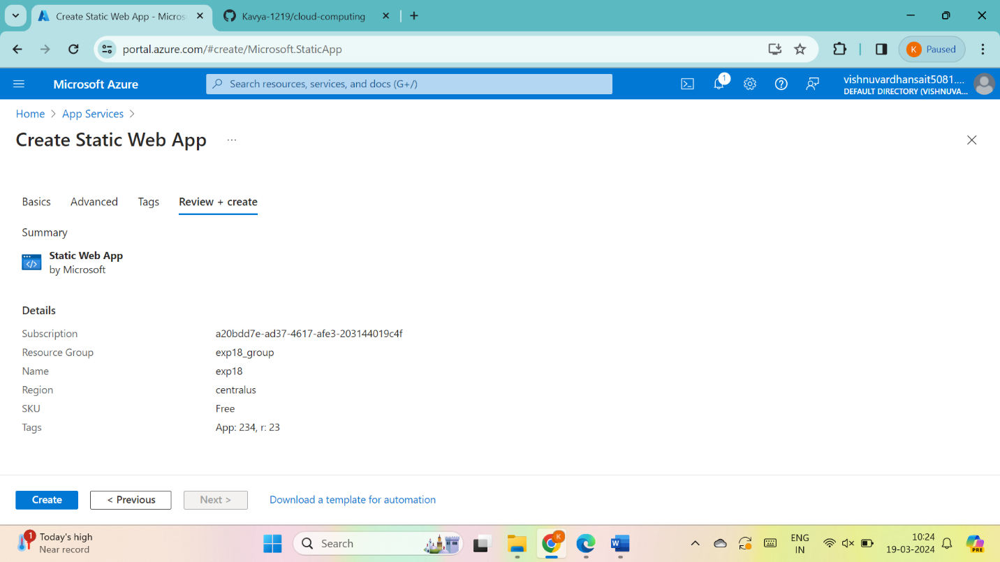 Create Static Web App - Micros
Kavya-1219/cloud-computing
portal.azure.com/#create/Microsoft.StaticApp
K Paused
Microsoft Azure
Search resources, services, and docs (G+/)
1
vishnuvardhansait5081....
DEFAULT DIRECTORY (VISHNUVA...
Home > App Services >
Create Static Web App ...
Basics Advanced Tags Review + create
Summary
Static Web App
by Microsoft
Details
Subscription a20bdd7e-ad37-4617-afe3-203144019c4f
Resource Group exp18_group
Name exp18
Region centralus
SKU Free
Tags App: 234, r: 23
Create < Previous Next > Download a template for automation
1 Today's high
Near record
Search
K
W
ENG
IN
10:24
19-03-2024
PRE